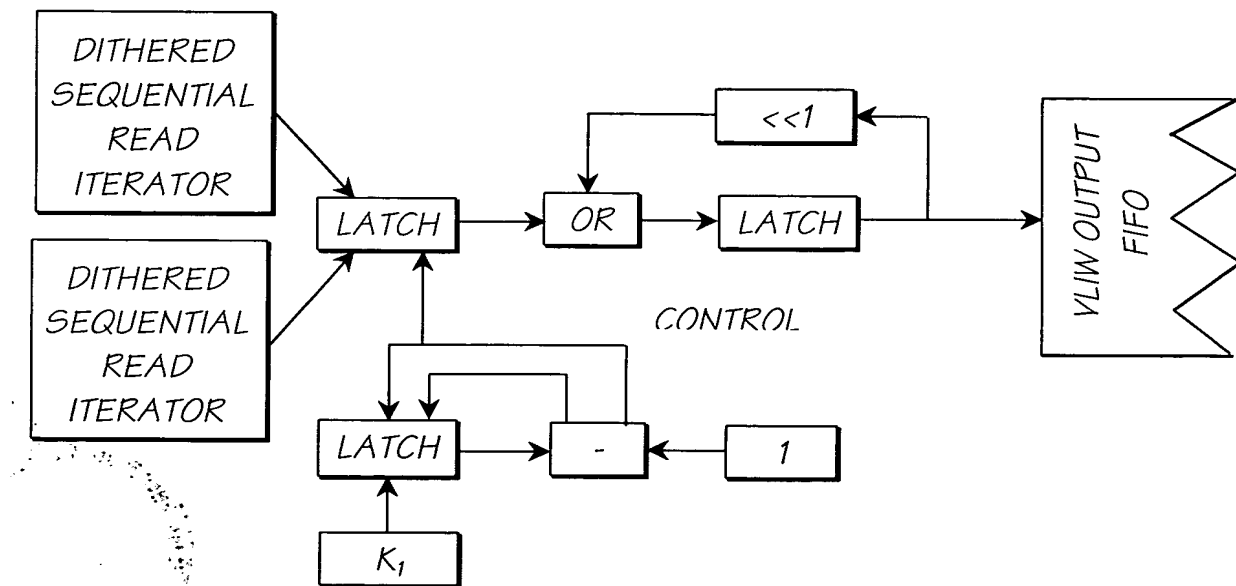 DITHERED
SEQUENTIAL
READ
ITERATOR
<<1
LATCH
OR
LATCH
VLIW OUTPUT
FIFO
DITHERED
SEQUENTIAL
READ
ITERATOR
CONTROL
LATCH
-
1
K₁